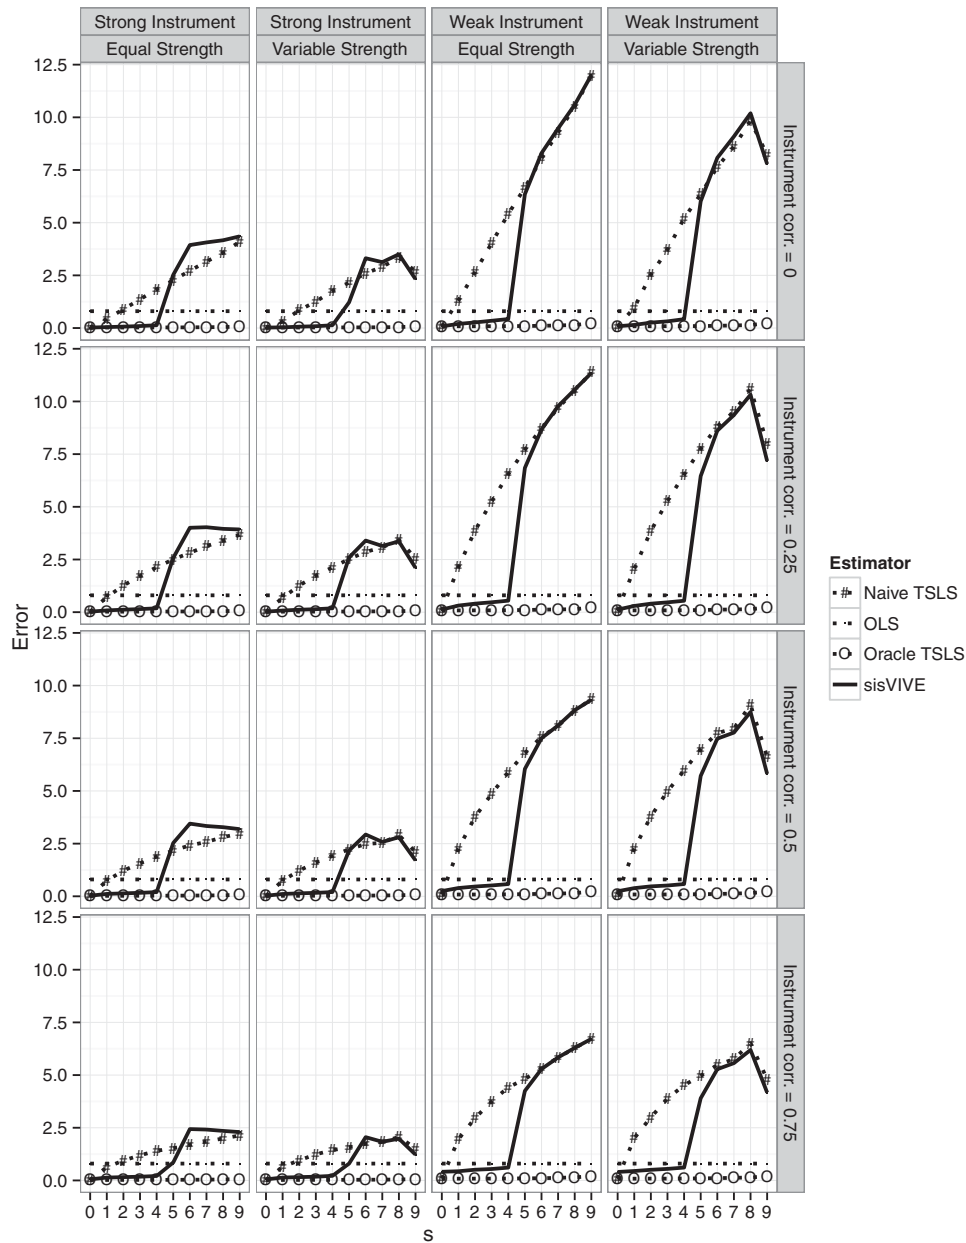 Strong Instrument Strong Instrument Weak Instrument Weak Instrument
Equal Strength Variable Strength Equal Strength Variable Strength
12.5
10.0
7.5
5.0
2.5
0.0
Instrument corr. = 0
12.5
10.0
7.5
5.0
2.5
0.0
Instrument corr. = 0.25
12.5
10.0
7.5
5.0
2.5
0.0
Instrument corr. = 0.5
12.5
10.0
7.5
5.0
2.5
0.0
Instrument corr. = 0.75
Error
0 1 2 3 4 5 6 7 8 9 0 1 2 3 4 5 6 7 8 9 0 1 2 3 4 5 6 7 8 9 0 1 2 3 4 5 6 7 8 9
s
Estimator
Naive TSLS
OLS
Oracle TSLS
sisVIVE